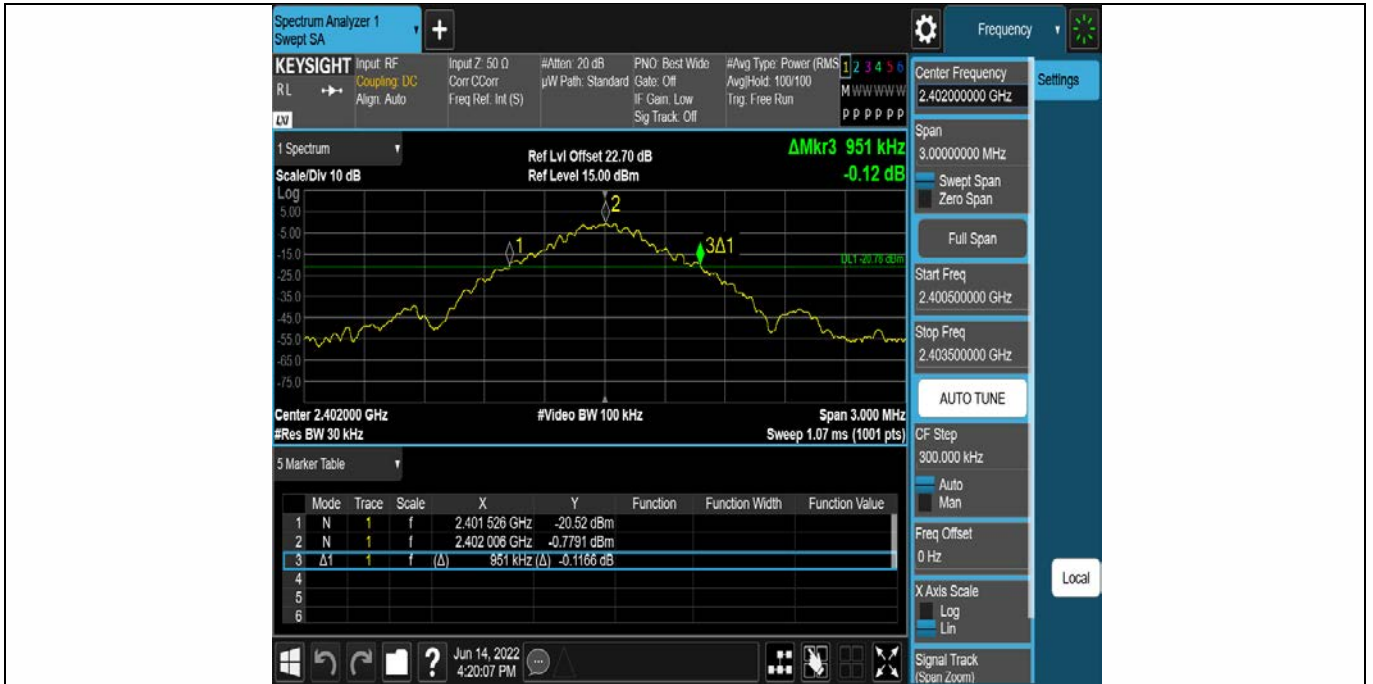 Spectrum Analyzer 1
Swept SA
+
Frequency
KEYSIGHT
RL
LXI
Input: RF
Coupling: DC
Align: Auto
Input Z: 50 Ω
Corr CCorr
Freq Ref: Int (S)
#Atten: 20 dB
µW Path: Standard
PNO: Best Wide
Gate: Off
IF Gain: Low
Sig Track: Off
#Avg Type: Power (RMS
Avg|Hold: 100/100
Trig: Free Run
1 2 3 4 5 6
M W W W W W
P P P P P P
1 Spectrum
Scale/Div 10 dB
Ref Lvl Offset 22.70 dB
Ref Level 15.00 dBm
ΔMkr3 951 kHz
-0.12 dB
Log
5.00
-5.00
-15.0
-25.0
-35.0
-45.0
-55.0
-65.0
-75.0
1
2
3Δ1
DL1 -20.78 dBm
Center 2.402000 GHz
#Video BW 100 kHz
Span 3.000 MHz
#Res BW 30 kHz
Sweep 1.07 ms (1001 pts)
5 Marker Table
Mode Trace Scale X Y Function Function Width Function Value
1 N 1 f 2.401 526 GHz -20.52 dBm
2 N 1 f 2.402 006 GHz -0.7791 dBm
3 Δ1 1 f (Δ) 951 kHz (Δ) -0.1166 dB
4
5
6
?
Jun 14, 2022
4:20:07 PM
Center Frequency
2.402000000 GHz
Span
3.00000000 MHz
Swept Span
Zero Span
Full Span
Start Freq
2.400500000 GHz
Stop Freq
2.403500000 GHz
AUTO TUNE
CF Step
300.000 kHz
Auto
Man
Freq Offset
0 Hz
X Axis Scale
Log
Lin
Signal Track
(Span Zoom)
Settings
Local